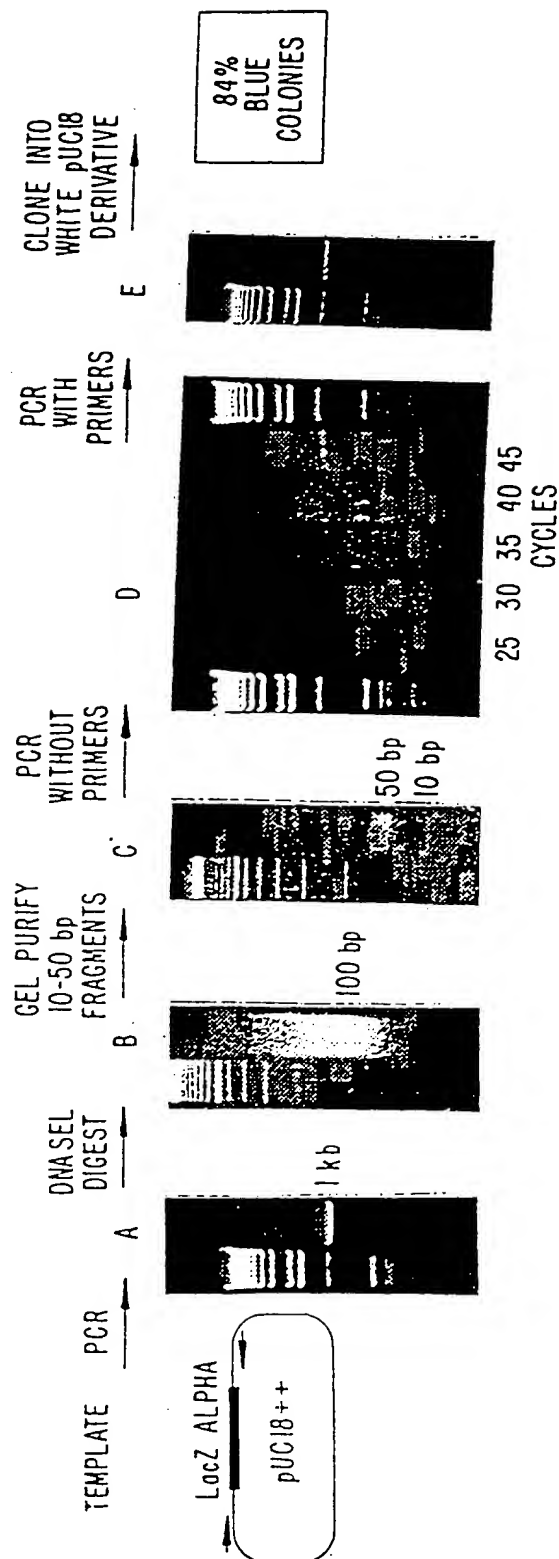 TEMPLATE
PCR
A
DNASEL
DIGEST
B
GEL PURIFY
10-50 bp
FRAGMENTS
C
PCR
WITHOUT
PRIMERS
D
PCR
WITH
PRIMERS
E
CLONE INTO
WHITE pUC18
DERIVATIVE
LacZ ALPHA
pUC18++
1 kb
100 bp
50 bp
10 bp
25 30 35 40 45
CYCLES
84%
BLUE
COLONIES